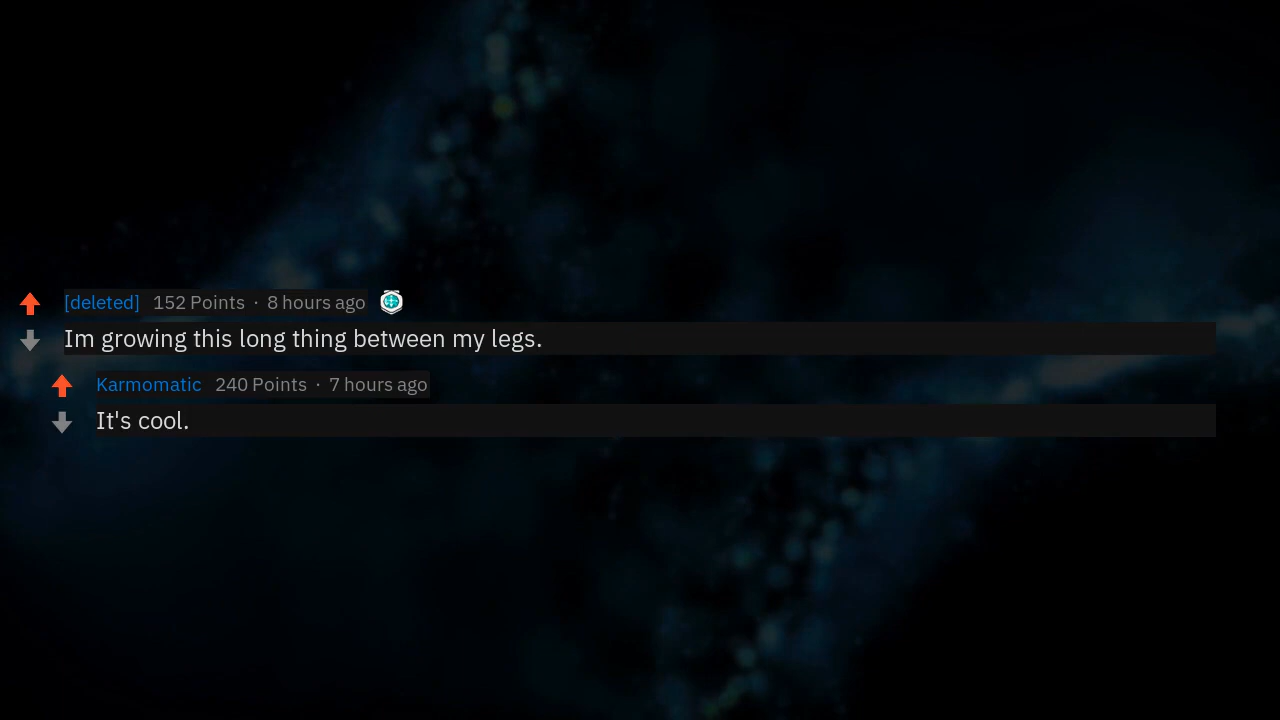 [deleted] 152 Points · 8 hours ago
Im growing this long thing between my legs.
Karmomatic 240 Points · 7 hours ago
It's cool.